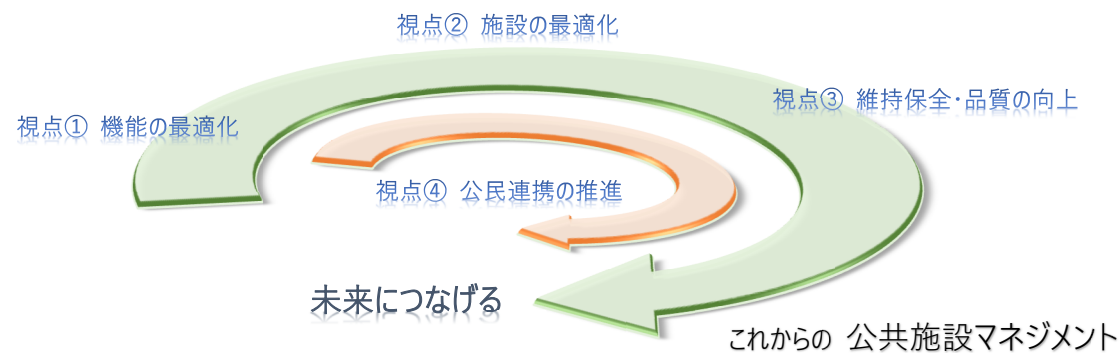 視点② 施設の最適化
視点③ 維持保全・品質の向上
視点① 機能の最適化
視点④ 公民連携の推進
未来につなげる
これからの 公共施設マネジメント